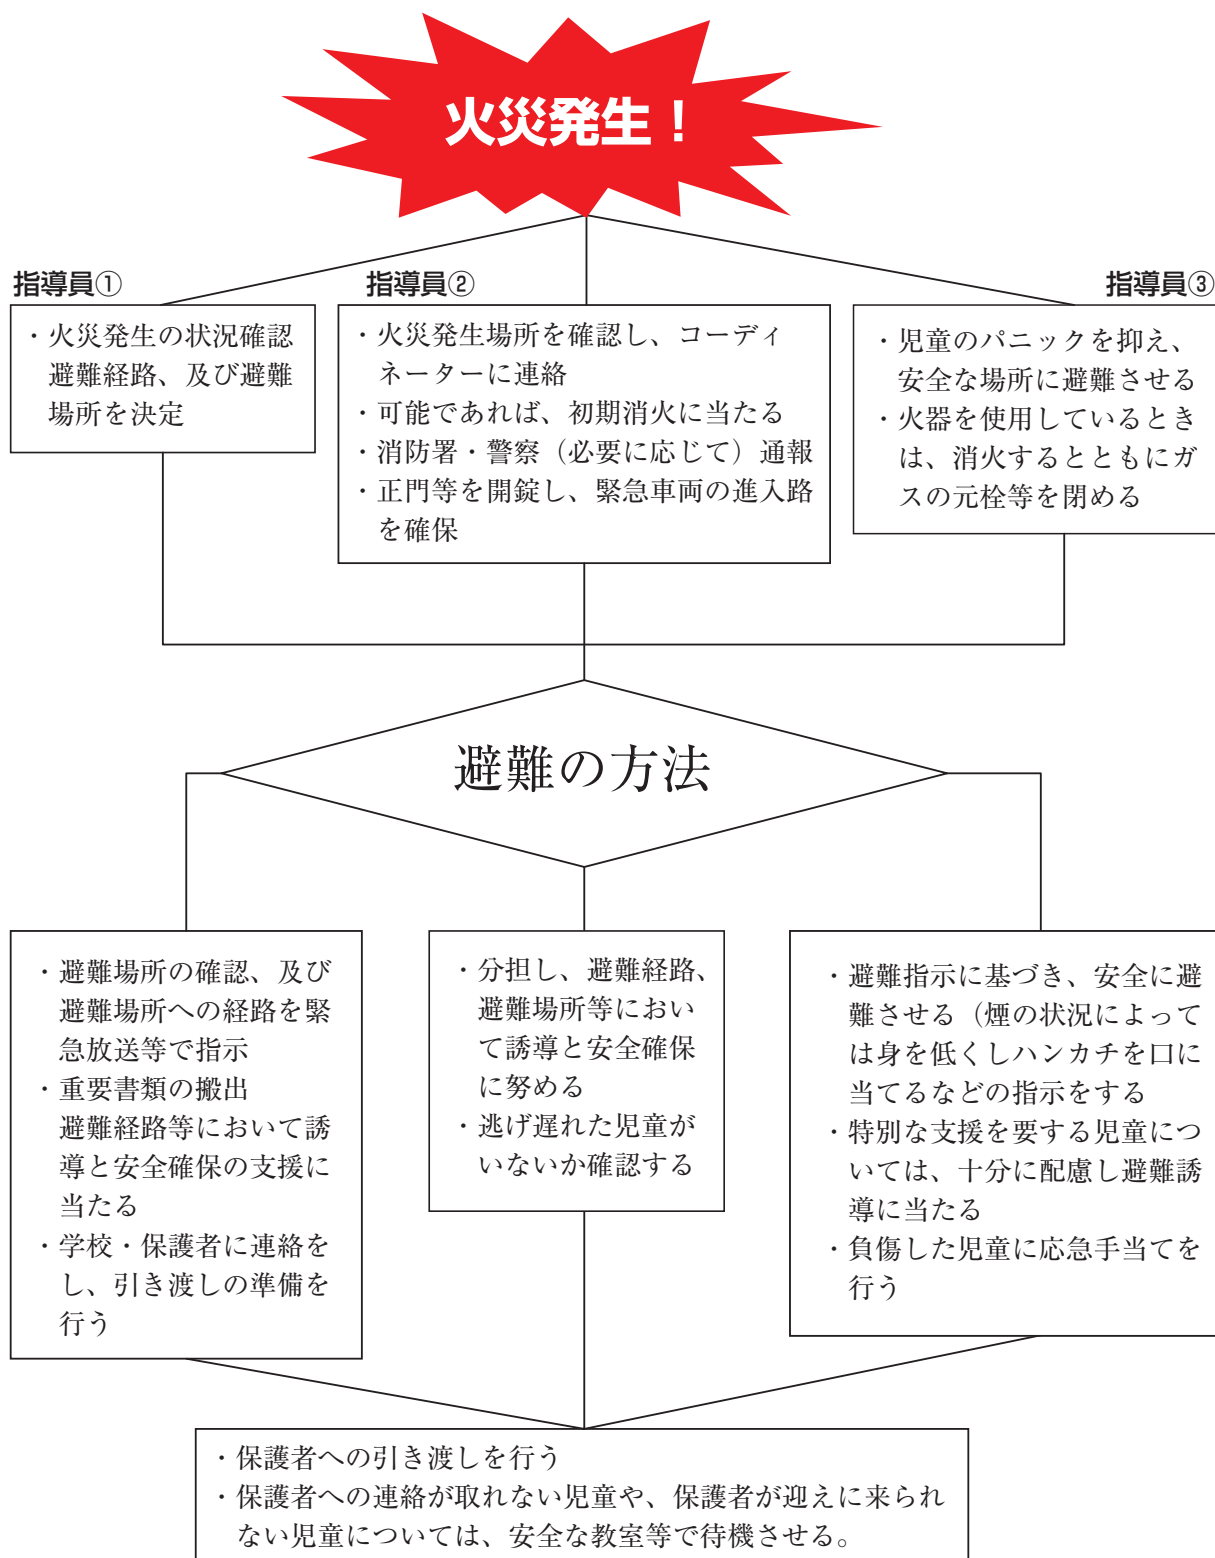 火災発生！
指導員①
・火災発生の状況確認
避難経路、及び避難
場所を決定
指導員②
・火災発生場所を確認し、コーディ
ネーターに連絡
・可能であれば、初期消火に当たる
・消防署・警察（必要に応じて）通報
・正門等を開錠し、緊急車両の進入路
を確保
指導員③
・児童のパニックを抑え、
安全な場所に避難させる
・火器を使用しているとき
は、消火するとともにガ
スの元栓等を閉める
避難の方法
・避難場所の確認、及び
避難場所への経路を緊
急放送等で指示
・重要書類の搬出
避難経路等において誘
導と安全確保の支援に
当たる
・学校・保護者に連絡を
し、引き渡しの準備を
行う
・分担し、避難経路、
避難場所等におい
て誘導と安全確保
に努める
・逃げ遅れた児童が
いないか確認する
・避難指示に基づき、安全に避
難させる（煙の状況によって
は身を低くしハンカチを口に
当てるなどの指示をする
・特別な支援を要する児童につ
いては、十分に配慮し避難誘
導に当たる
・負傷した児童に応急手当てを
行う
・保護者への引き渡しを行う
・保護者への連絡が取れない児童や、保護者が迎えに来られ
ない児童については、安全な教室等で待機させる。